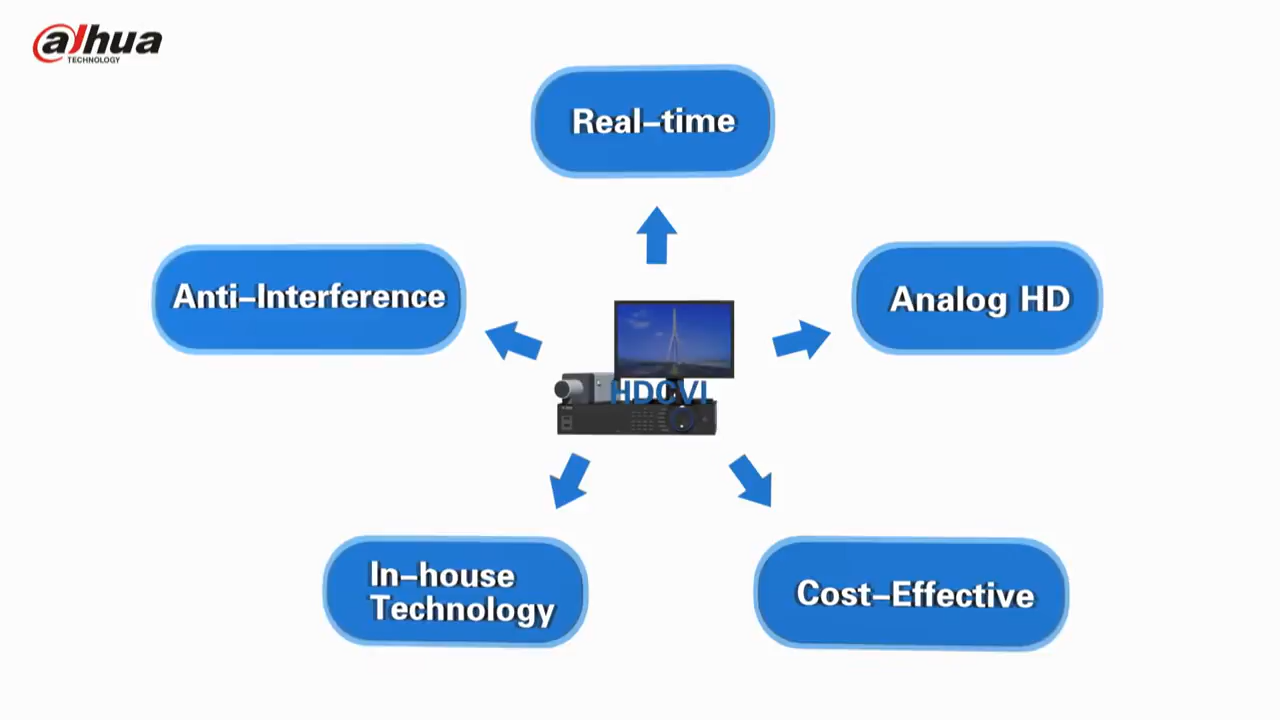 alhua
TECHNOLOGY
Real-time
Anti-Interference
Analog HD
HDCVI
In-house
Technology
Cost-Effective